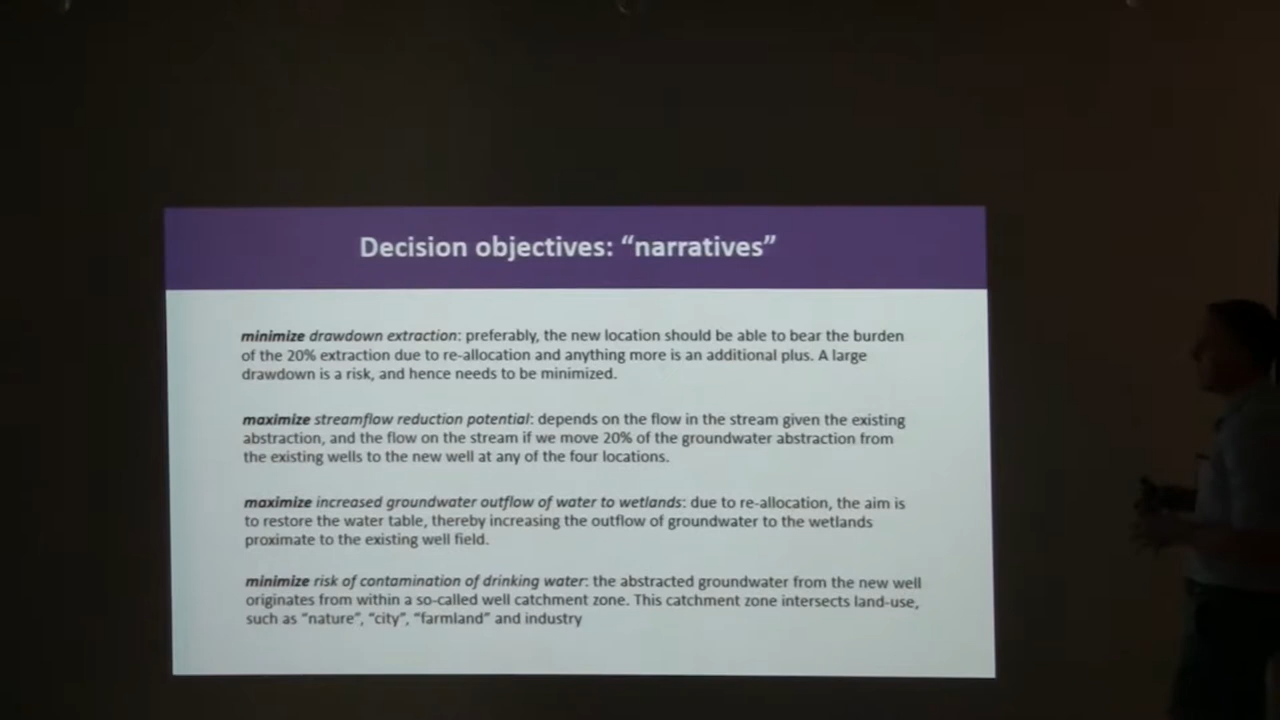 Decision objectives: “narratives”
minimize drawdown extraction: preferably, the new location should be able to bear the burden
of the 20% extraction due to re-allocation and anything more is an additional plus. A large
drawdown is a risk, and hence needs to be minimized.
maximize streamflow reduction potential: depends on the flow in the stream given the existing
abstraction, and the flow on the stream if we move 20% of the groundwater abstraction from
the existing wells to the new well at any of the four locations.
maximize increased groundwater outflow of water to wetlands: due to re-allocation, the aim is
to restore the water table, thereby increasing the outflow of groundwater to the wetlands
proximate to the existing well field.
minimize risk of contamination of drinking water: the abstracted groundwater from the new well
originates from within a so-called well catchment zone. This catchment zone intersects land-use,
such as “nature”, “city”, “farmland” and industry